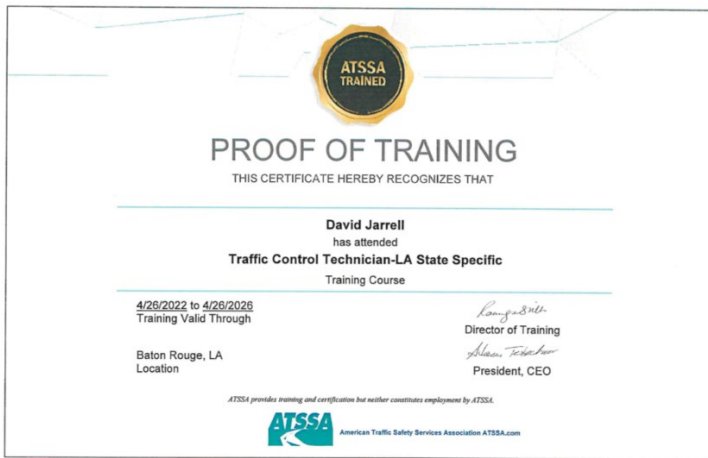 ATSSA
TRAINED
PROOF OF TRAINING
THIS CERTIFICATE HEREBY RECOGNIZES THAT
David Jarrell
has attended
Traffic Control Technician-LA State Specific
Training Course
4/26/2022 to 4/26/2026
Training Valid Through
Director of Training
Baton Rouge, LA
Location
President, CEO
ATSSA provides training and certification but neither constitutes employment by ATSSA.
ATSSA
American Traffic Safety Services Association ATSSA.com